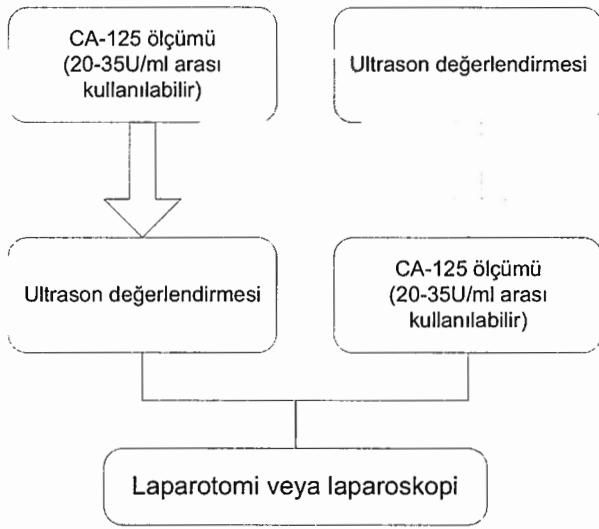 CA-125 ölçümü
(20-35U/ml arası
kullanılabilir)
Ultrason değerlendirmesi
Ultrason değerlendirmesi
CA-125 ölçümü
(20-35U/ml arası
kullanılabilir)
Laparotomi veya laparoskopi